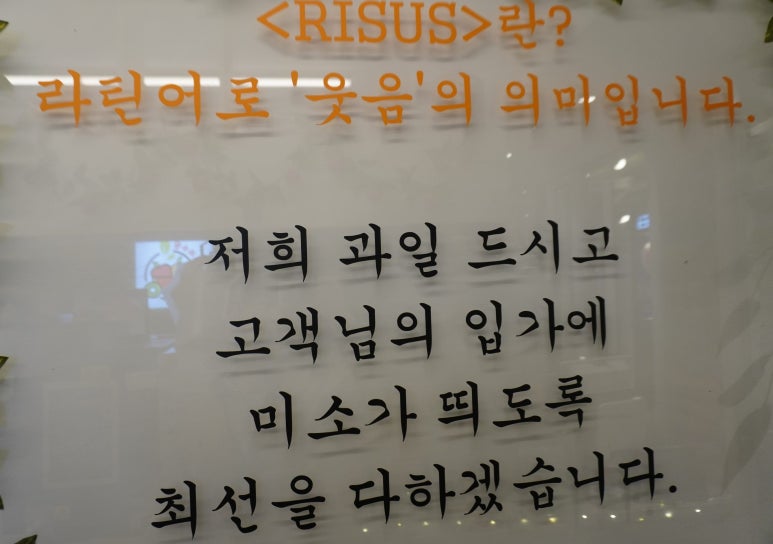 <RISUS>란?
라틴어로 '웃음'의 의미입니다.
저희 과일 드시고
고객님의 입가에
미소가 띄도록
최선을 다하겠습니다.